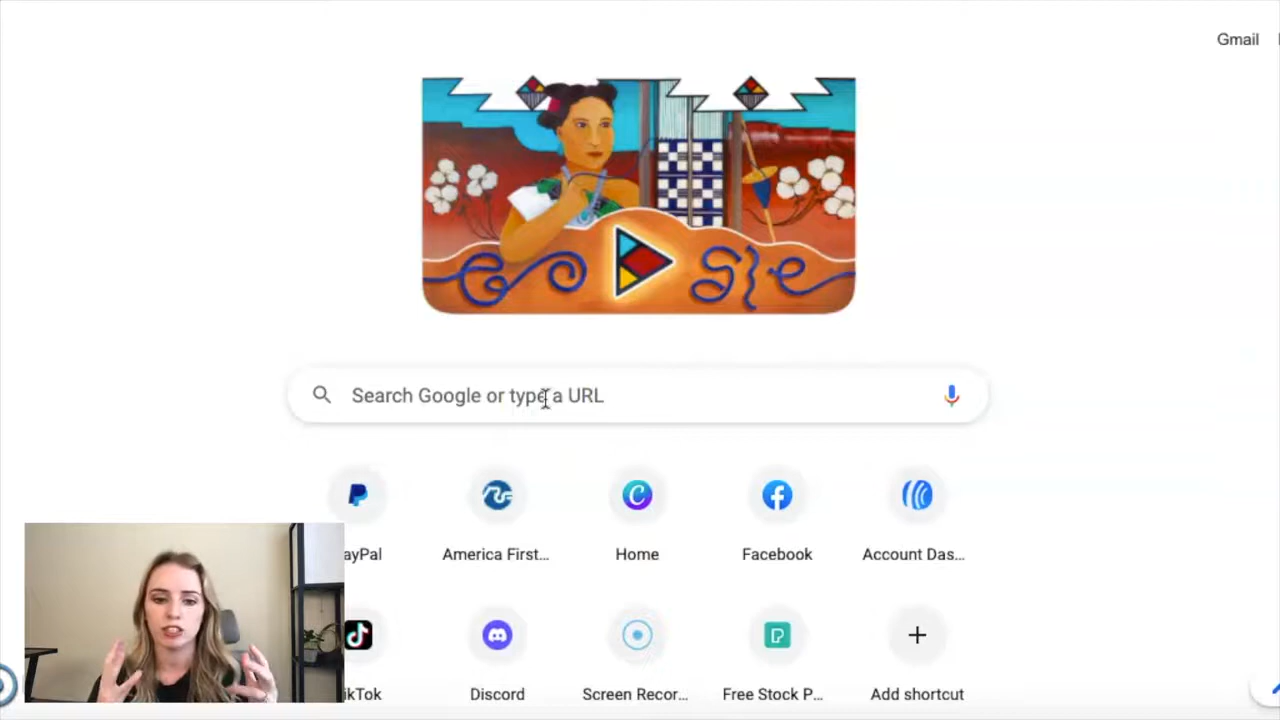 Gmail
Search Google or type a URL
ayPal
America First...
Home
Facebook
Account Das...
ikTok
Discord
Screen Recor...
Free Stock P...
Add shortcut